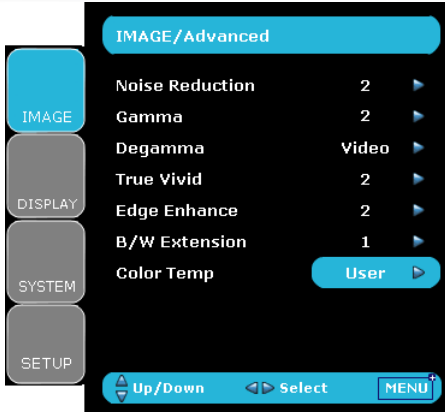 IMAGE/Advanced
IMAGE
DISPLAY
SYSTEM
SETUP
Noise Reduction 2
Gamma 2
Degamma Video
True Vivid 2
Edge Enhance 2
B/W Extension 1
Color Temp User
Up/Down Select MENU+